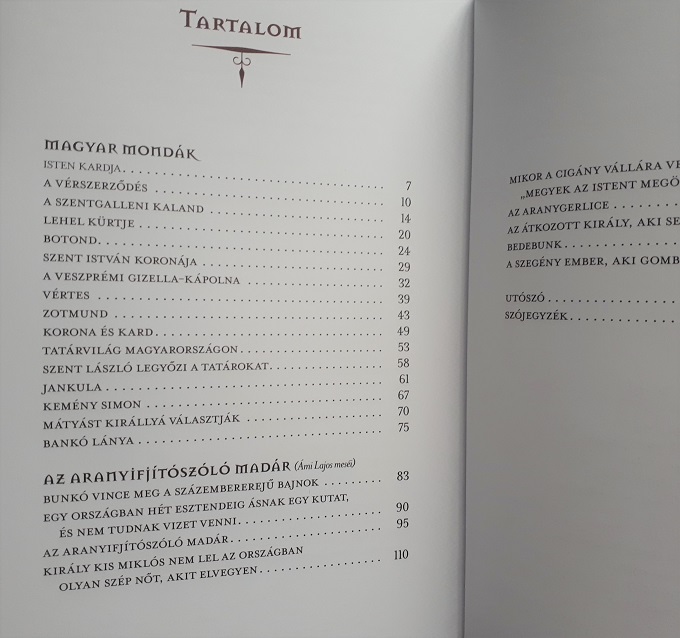 TARTALOM
MAGYAR MONDÁK
ISTEN KARDJA . . . . . . . . . . . . . . . . . . . . . . . . . . . . . . 7
A VÉRSZERZŐDÉS . . . . . . . . . . . . . . . . . . . . . . . . . . . 10
A SZENTGALLENI KALAND . . . . . . . . . . . . . . . . . . . . . 14
LEHEL KÜRTJE . . . . . . . . . . . . . . . . . . . . . . . . . . . . . 20
BOTOND . . . . . . . . . . . . . . . . . . . . . . . . . . . . . . . . . 24
SZENT ISTVÁN KORONÁJA . . . . . . . . . . . . . . . . . . . . . 29
A VESZPRÉMI GIZELLA-KÁPOLNA . . . . . . . . . . . . . . . . 32
VÉRTES . . . . . . . . . . . . . . . . . . . . . . . . . . . . . . . . . 39
ZOTMUND . . . . . . . . . . . . . . . . . . . . . . . . . . . . . . . 43
KORONA ÉS KARD . . . . . . . . . . . . . . . . . . . . . . . . . . 49
TATÁRVILÁG MAGYARORSZÁGON . . . . . . . . . . . . . . . . 53
SZENT LÁSZLÓ LEGYŐZI A TATÁROKAT . . . . . . . . . . . . 58
JANKULA . . . . . . . . . . . . . . . . . . . . . . . . . . . . . . . . 61
KEMÉNY SIMON . . . . . . . . . . . . . . . . . . . . . . . . . . . 67
MÁTYÁST KIRÁLLYÁ VÁLASZTJÁK . . . . . . . . . . . . . . . . 70
BANKÓ LÁNYA . . . . . . . . . . . . . . . . . . . . . . . . . . . . 75
AZ ARANYIFJÍTÓSZÓLÓ MADÁR (Ámi Lajos meséi)
BUNKÓ VINCE MEG A SZÁZEMBEREREJŰ BAJNOK . . . . . . . . 83
EGY ORSZÁGBAN HÉT ESZTENDEIG ÁSNAK EGY KUTAT,
ÉS NEM TUDNAK VIZET VENNI . . . . . . . . . . . . . . . . . 90
AZ ARANYIFJÍTÓSZÓLÓ MADÁR . . . . . . . . . . . . . . . . . . 95
KIRÁLY KIS MIKLÓS NEM LEL AZ ORSZÁGBAN
OLYAN SZÉP NŐT, AKIT ELVEGYEN . . . . . . . . . . . . . . . 110
MIKOR A CIGÁNY VÁLLÁRA VE
„MEGYEK AZ ISTENT MEGÖ
AZ ARANYGERLICE . . . . . . . .
AZ ÁTKOZOTT KIRÁLY, AKI SE
BEDEBUNK . . . . . . . . . . . .
A SZEGÉNY EMBER, AKI GOMB
UTÓSZÓ . . . . . . . . . . . . . .
SZÓJEGYZÉK . . . . . . . . . . . .